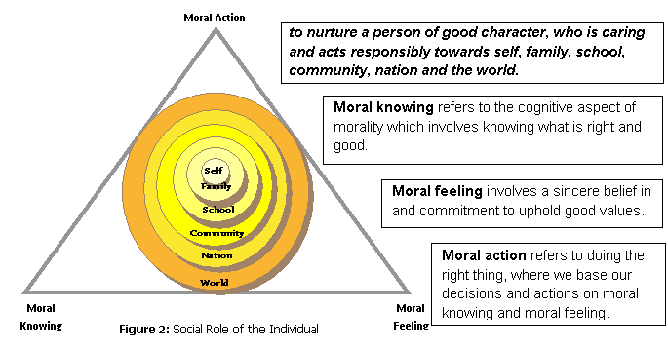 Moral Action
to nurture a person of good character, who is caring
and acts responsibly towards self, family, school,
community, nation and the world.
Moral knowing refers to the cognitive aspect of
morality which involves knowing what is right and
good.
Self
Family
School
Community
Nation
World
Moral feeling involves a sincere belief in
and commitment to uphold good values.
Moral action refers to doing the
right thing, where we base our
decisions and actions on moral
knowing and moral feeling.
Moral
Knowing
Moral
Feeling
Figure 2: Social Role of the Individual